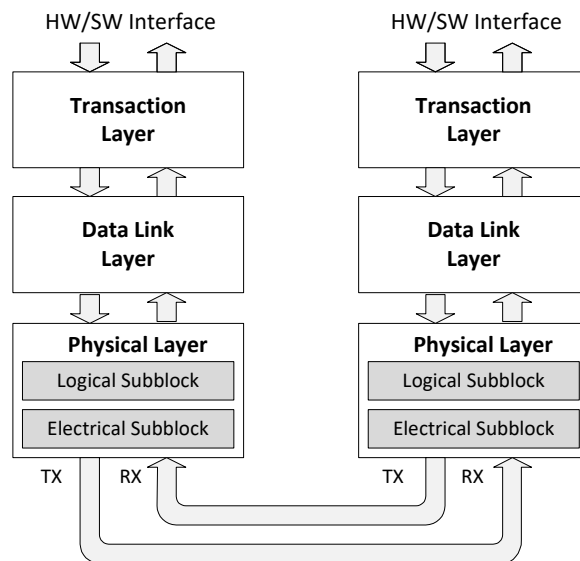 HW/SW Interface
Transaction
Layer
Data Link
Layer
Physical Layer
Logical Subblock
Electrical Subblock
TX
RX
HW/SW Interface
Transaction
Layer
Data Link
Layer
Physical Layer
Logical Subblock
Electrical Subblock
TX
RX